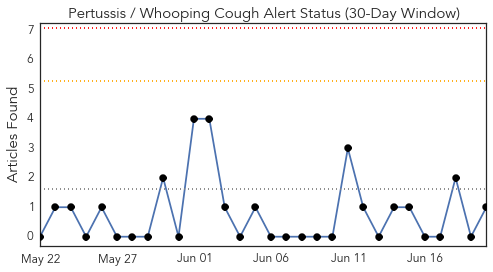 Pertussis / Whooping Cough Alert Status (30-Day Window)
Articles Found
7
6
5
4
3
2
1
0
May 22
May 27
Jun 01
Jun 06
Jun 11
Jun 16